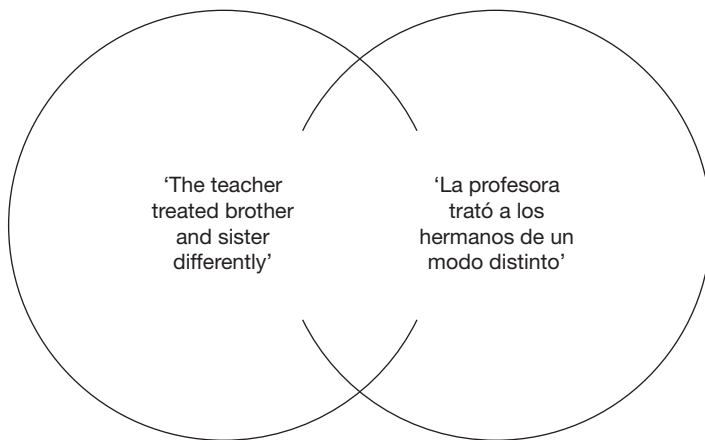 ‘The teacher
treated brother
and sister
differently’
‘La profesora
trató a los
hermanos de un
modo distinto’